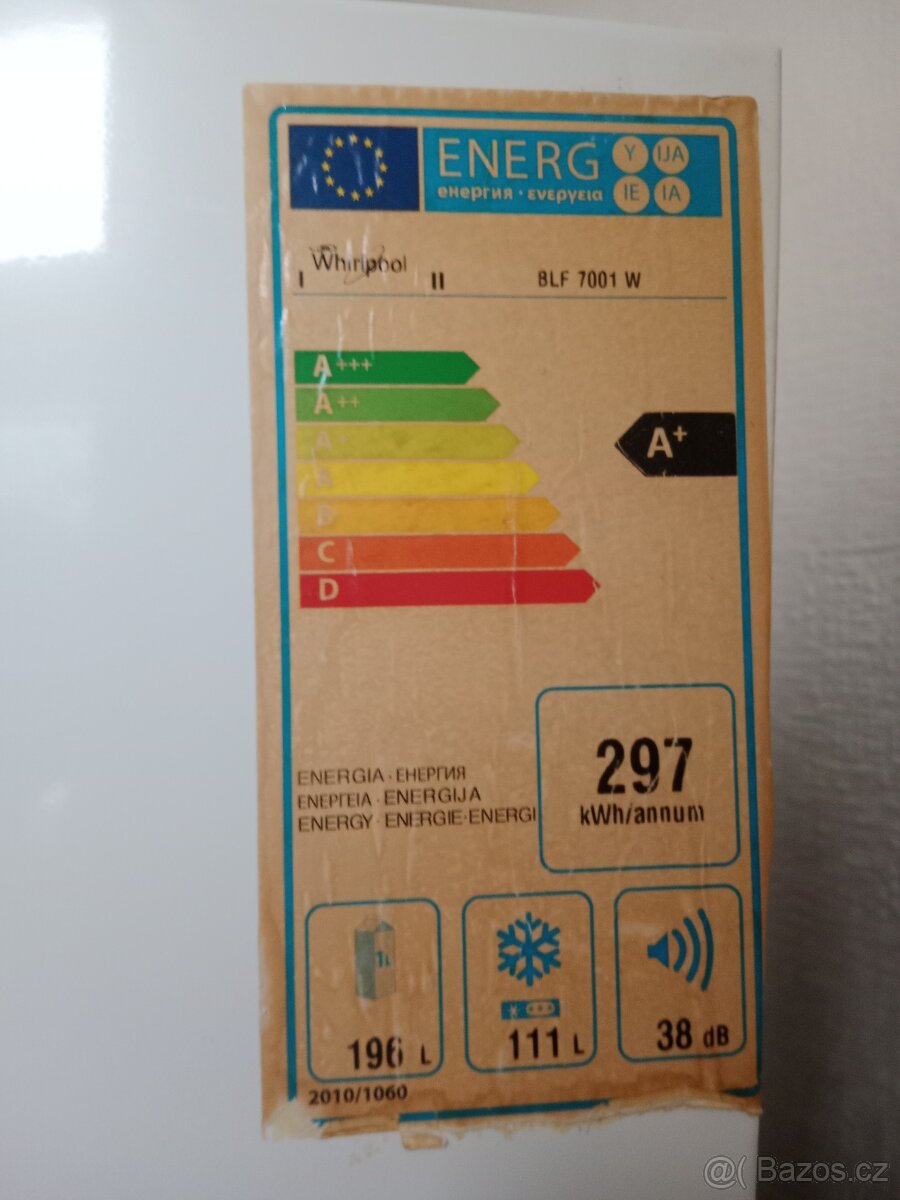 ENERG Y IJA
енергия · ενεργεια IE IA
Whirlpool
I II BLF 7001 W
A+++
A++
A+
A
C
D
A+
297
kWh/annum
ENERGIA · ЕНЕРГИЯ
ΕΝΕΡΓΕΙΑ · ENERGIJA
ENERGY · ENERGIE · ENERGI
1L
196 L
111 L
38 dB
2010/1060
@( Bazos.cz